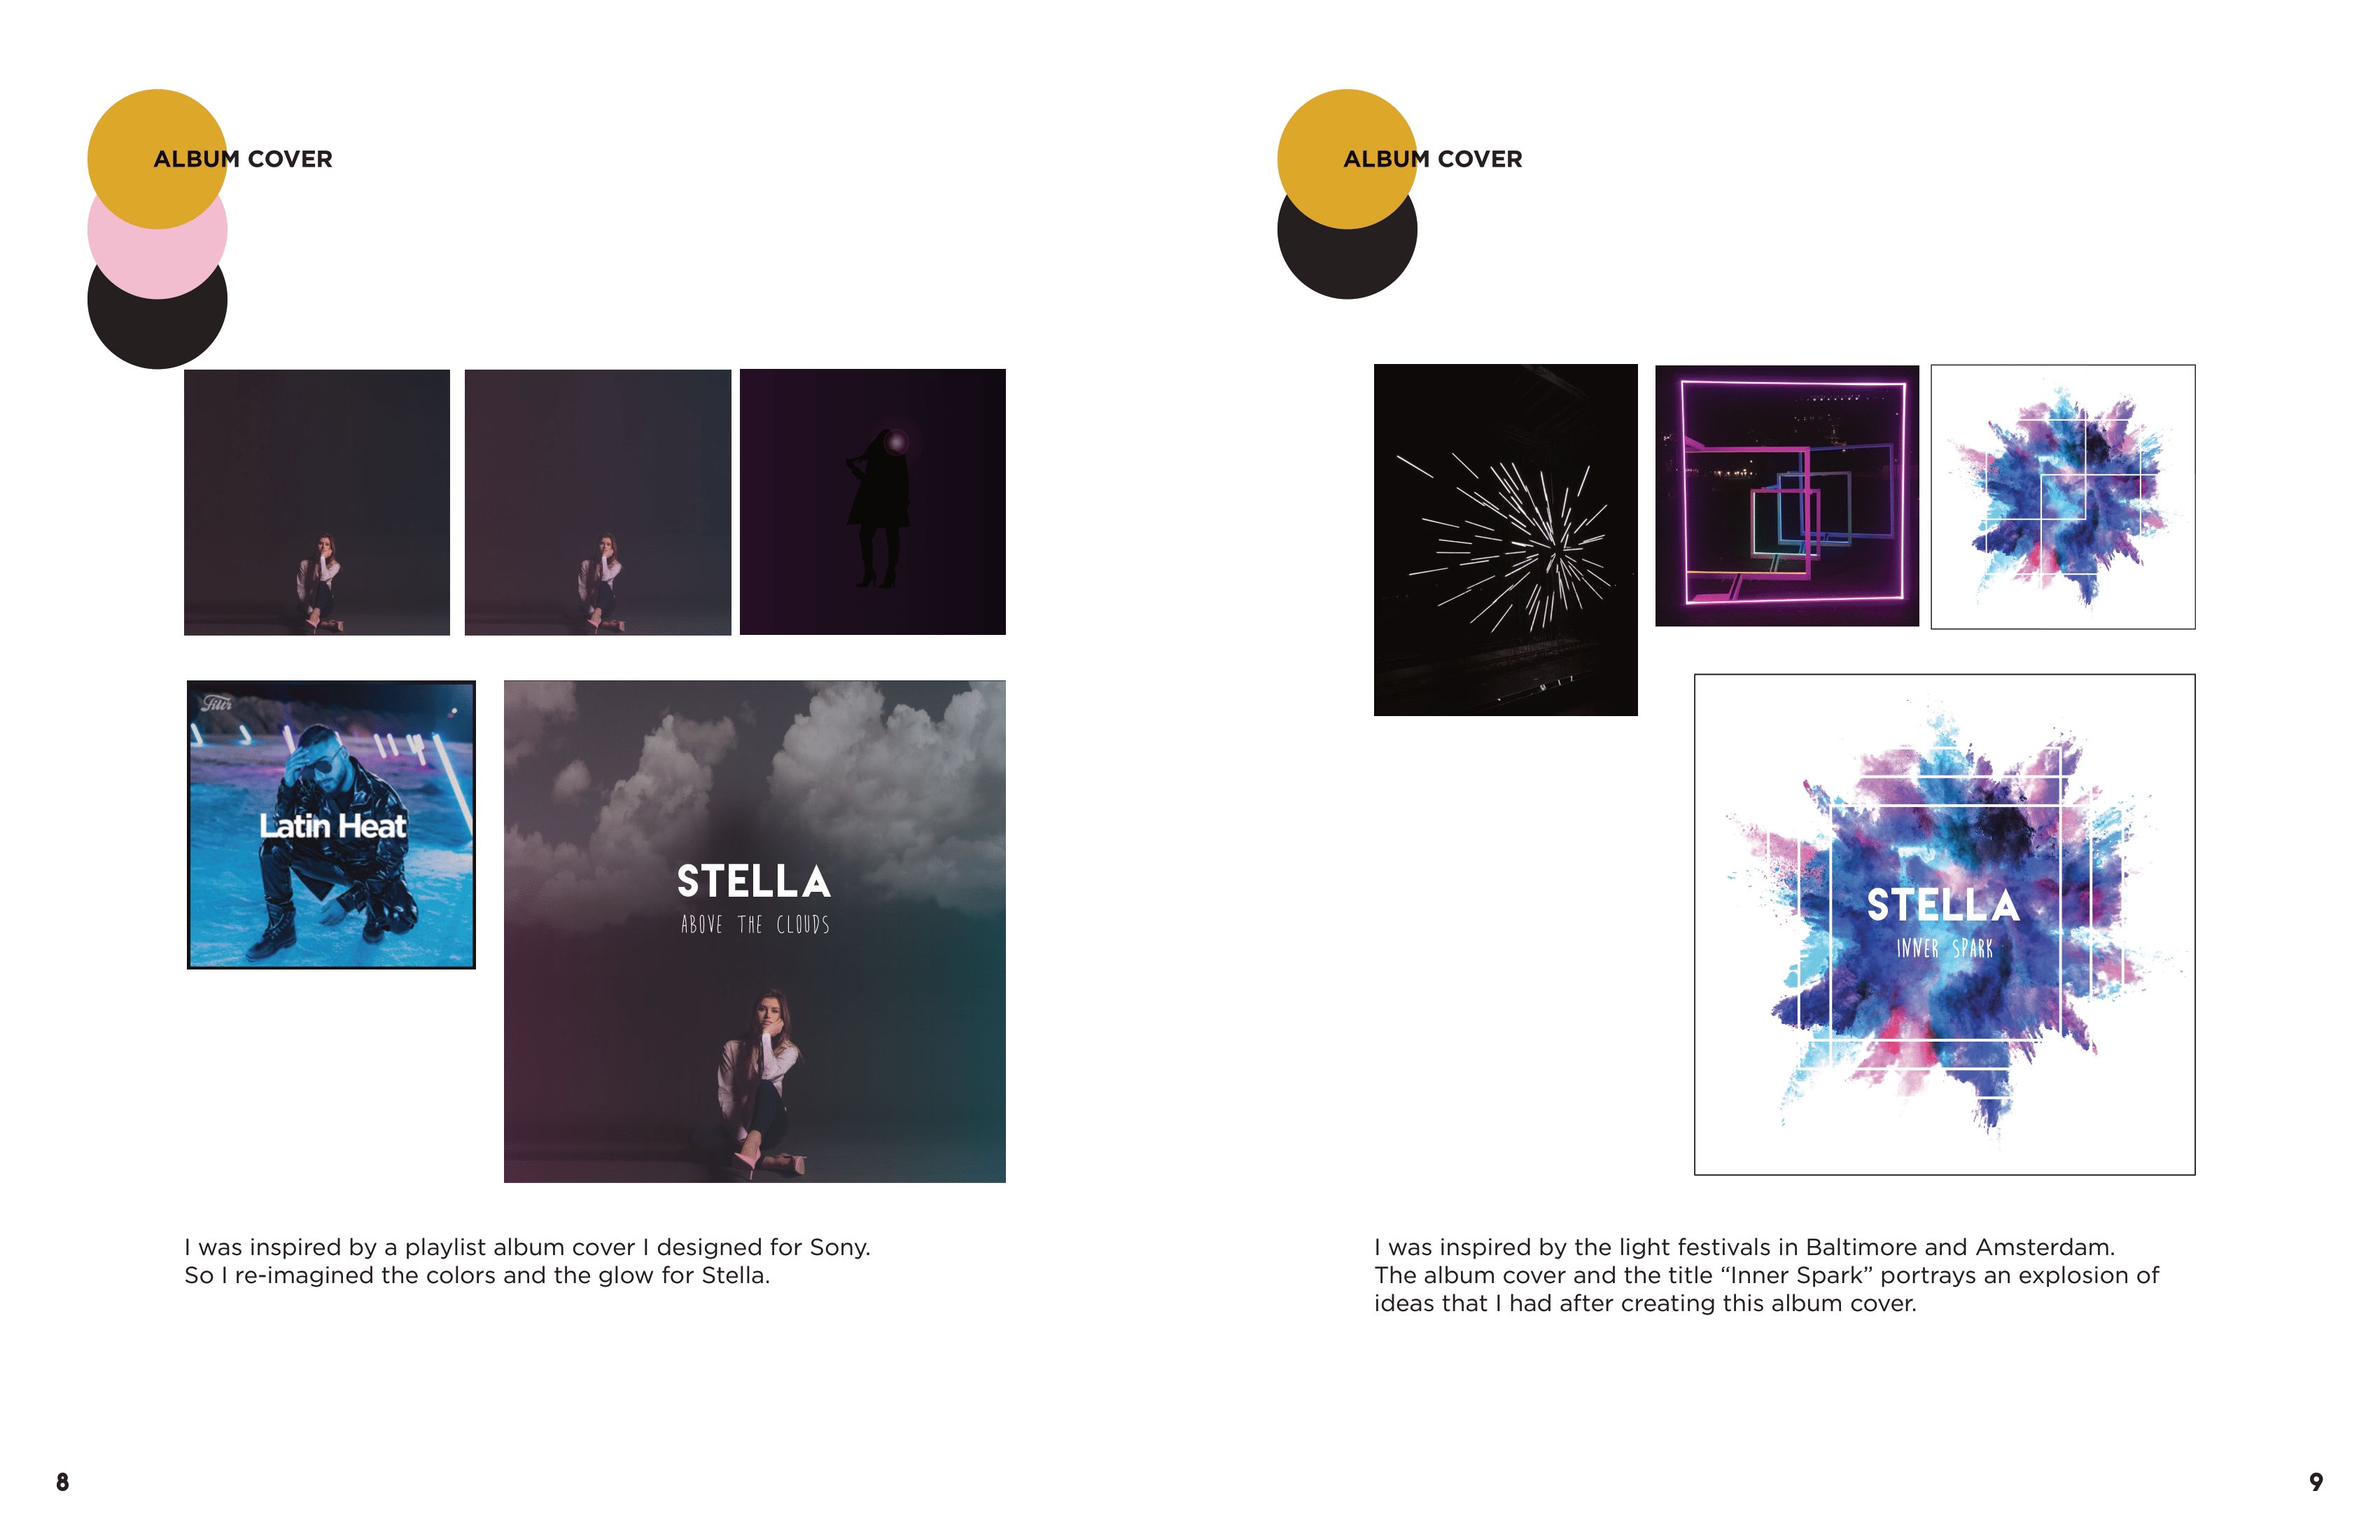 ALBUM COVER
Filtr
Latin Heat
STELLA
ABOVE THE CLOUDS
I was inspired by a playlist album cover I designed for Sony.
So I re-imagined the colors and the glow for Stella.
8
ALBUM COVER
STELLA
INNER SPARK
I was inspired by the light festivals in Baltimore and Amsterdam.
The album cover and the title “Inner Spark” portrays an explosion of
ideas that I had after creating this album cover.
9